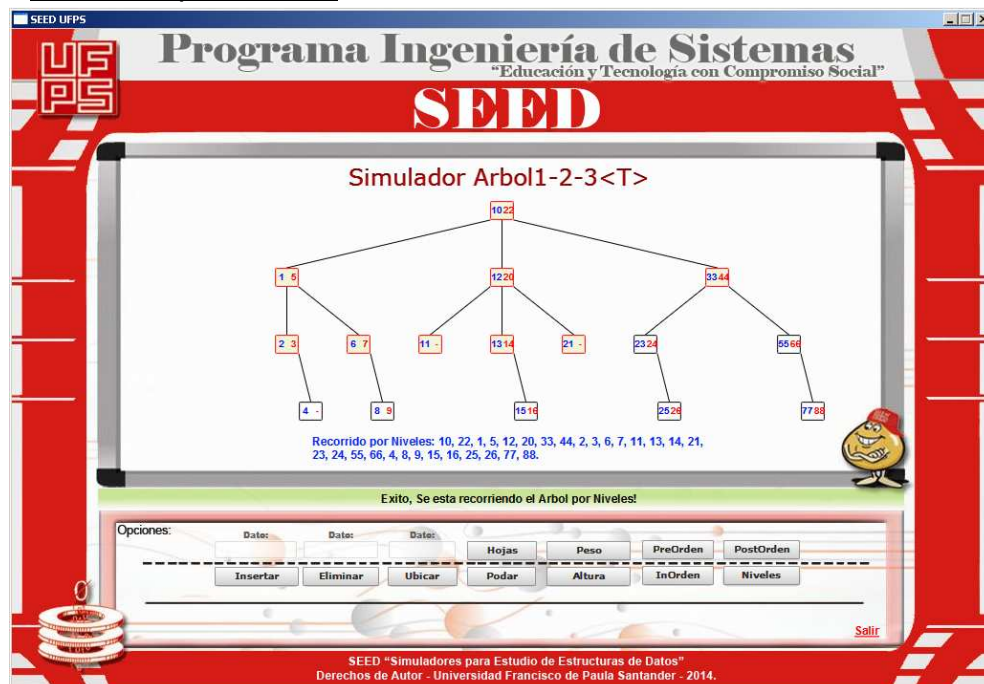 SEED UFPS
UFPS
Programa Ingeniería de Sistemas
“Educación y Tecnología con Compromiso Social”
SEED
Simulador Arbol1-2-3<T>
10 22
1 5 12 20 33 44
2 3 6 7 11 - 13 14 21 - 23 24 55 66
4 - 8 9 15 16 25 26 77 88
Recorrido por Niveles: 10, 22, 1, 5, 12, 20, 33, 44, 2, 3, 6, 7, 11, 13, 14, 21,
23, 24, 55, 66, 4, 8, 9, 15, 16, 25, 26, 77, 88.
Exito, Se esta recorriendo el Arbol por Niveles!
Opciones:
Dato: Dato: Dato:
Hojas Peso PreOrden PostOrden
Insertar Eliminar Ubicar Podar Altura InOrden Niveles
Salir
SEED “Simuladores para Estudio de Estructuras de Datos”
Derechos de Autor - Universidad Francisco de Paula Santander - 2014.